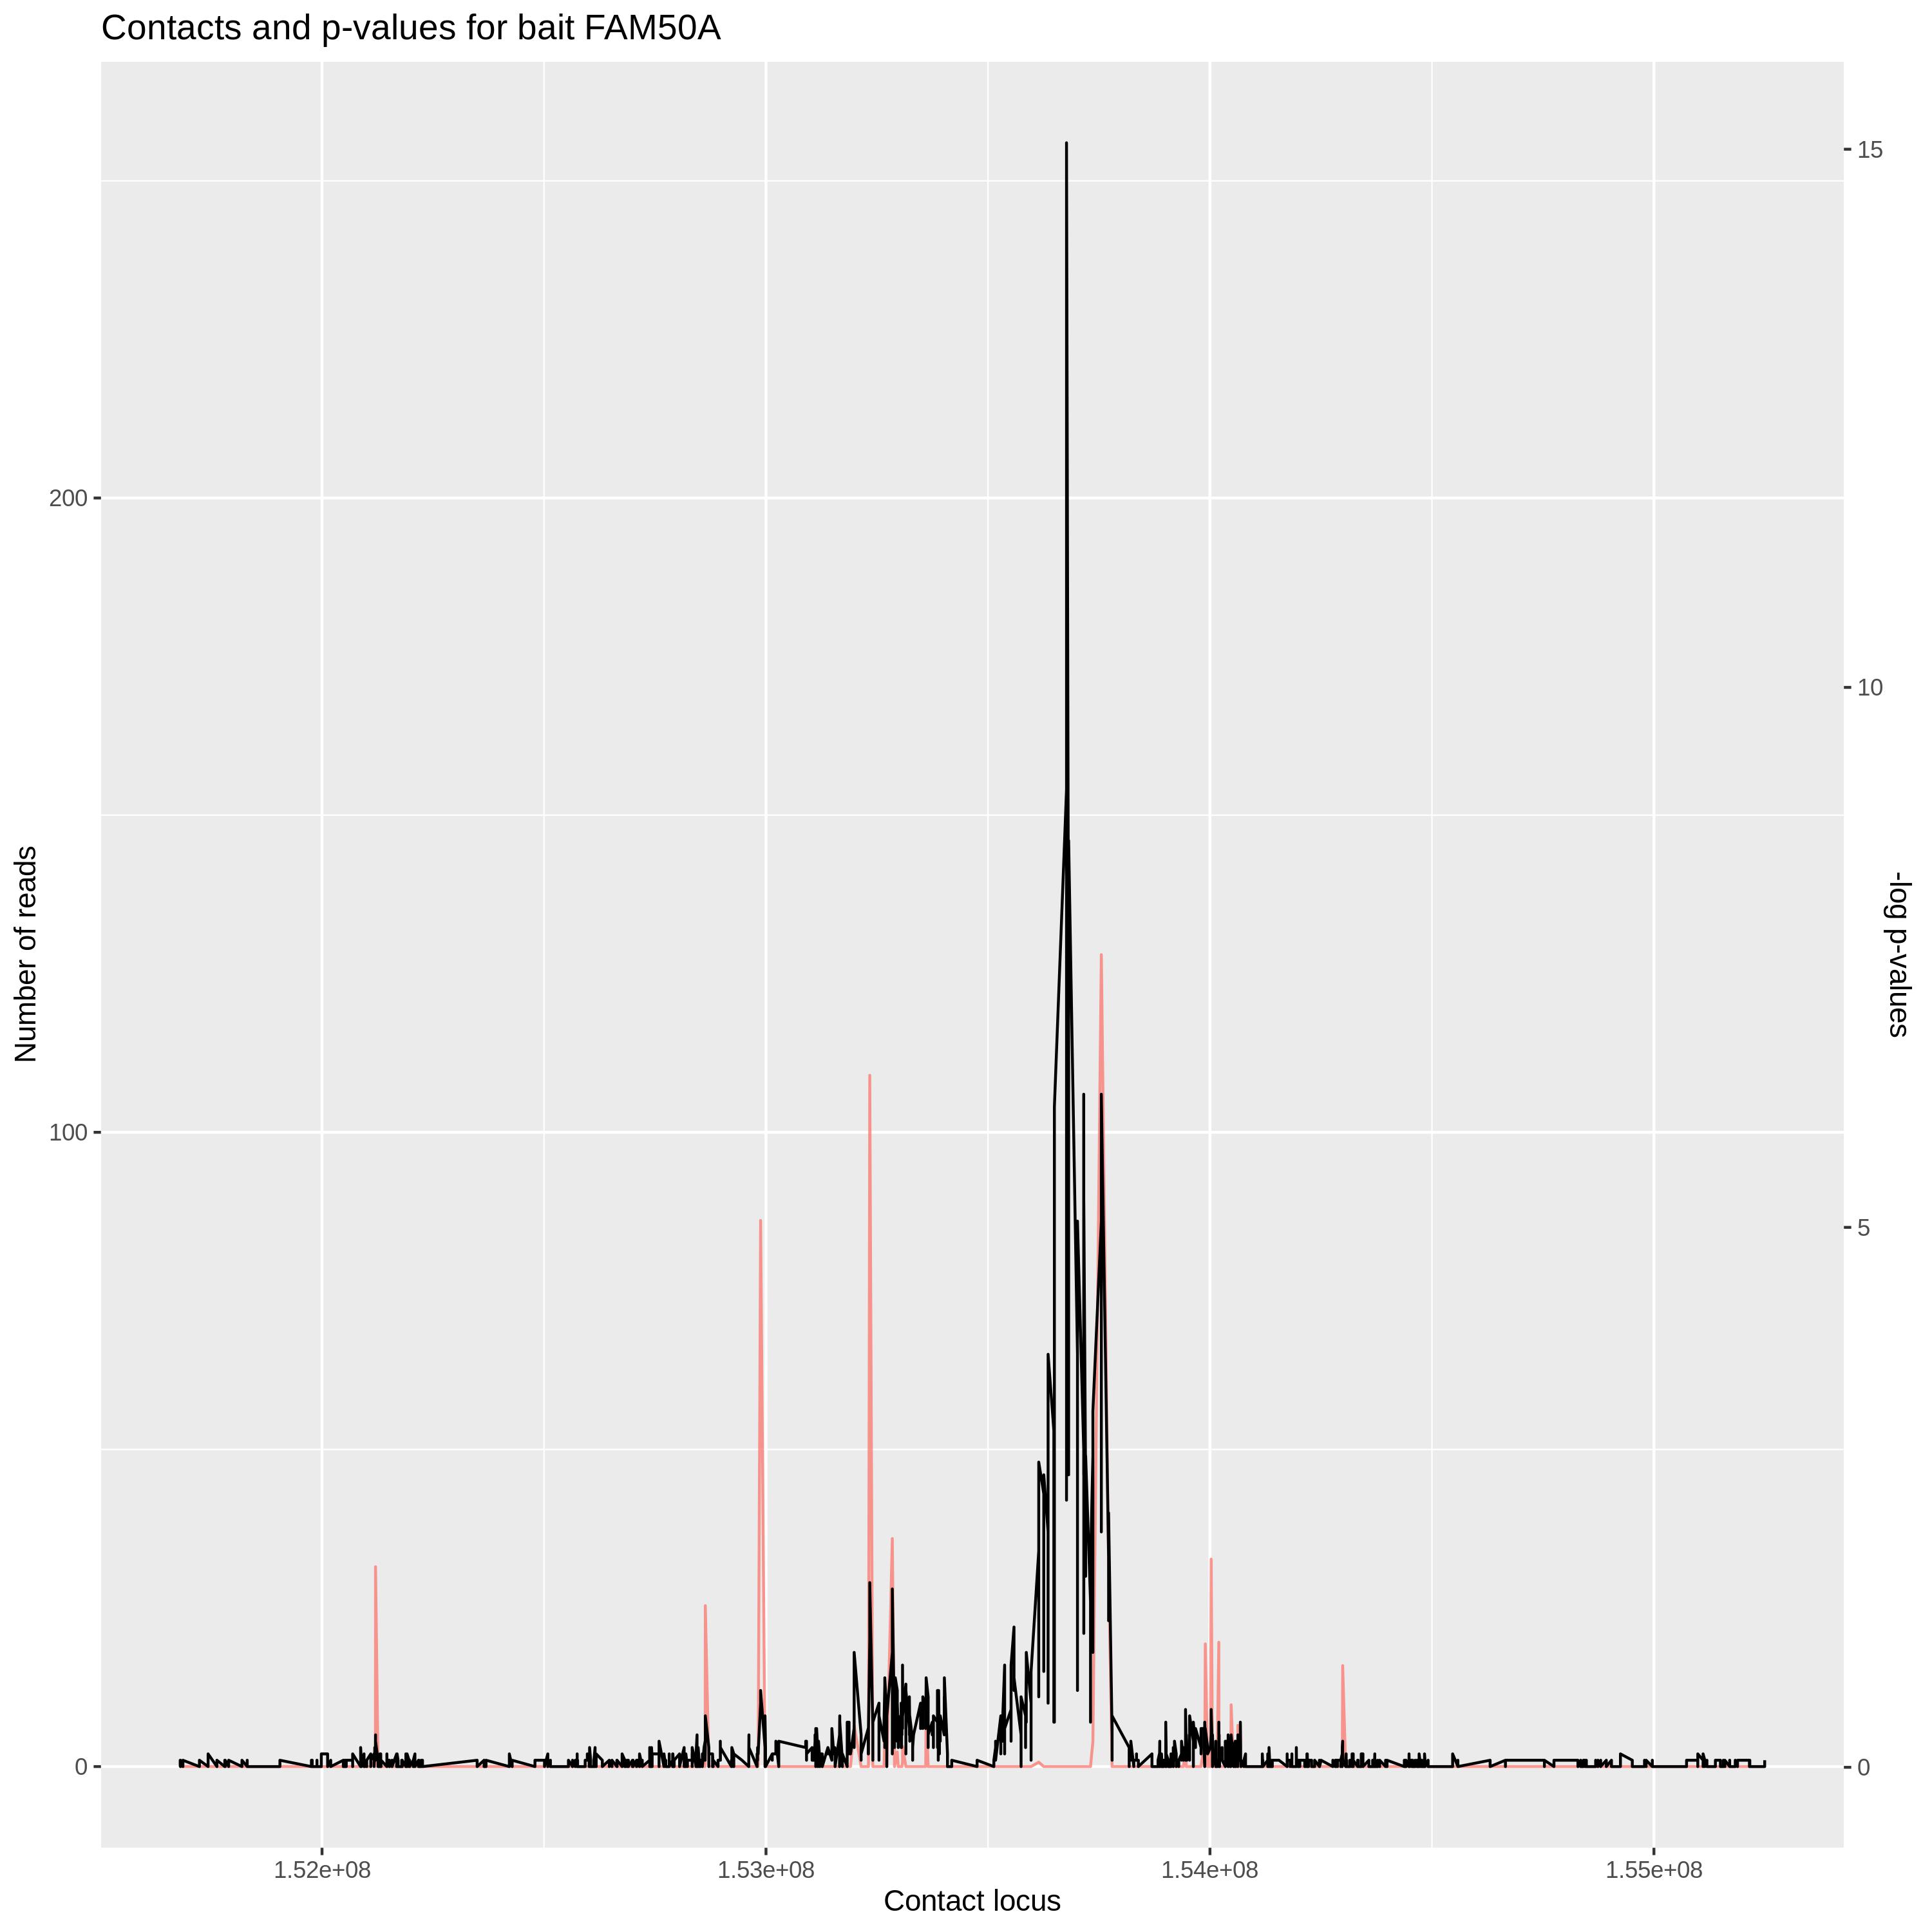 Contacts and p-values for bait FAM50A
Number of reads
200
100
0
15
10
5
0
-log p-values
1.52e+08
1.53e+08
1.54e+08
1.55e+08
Contact locus